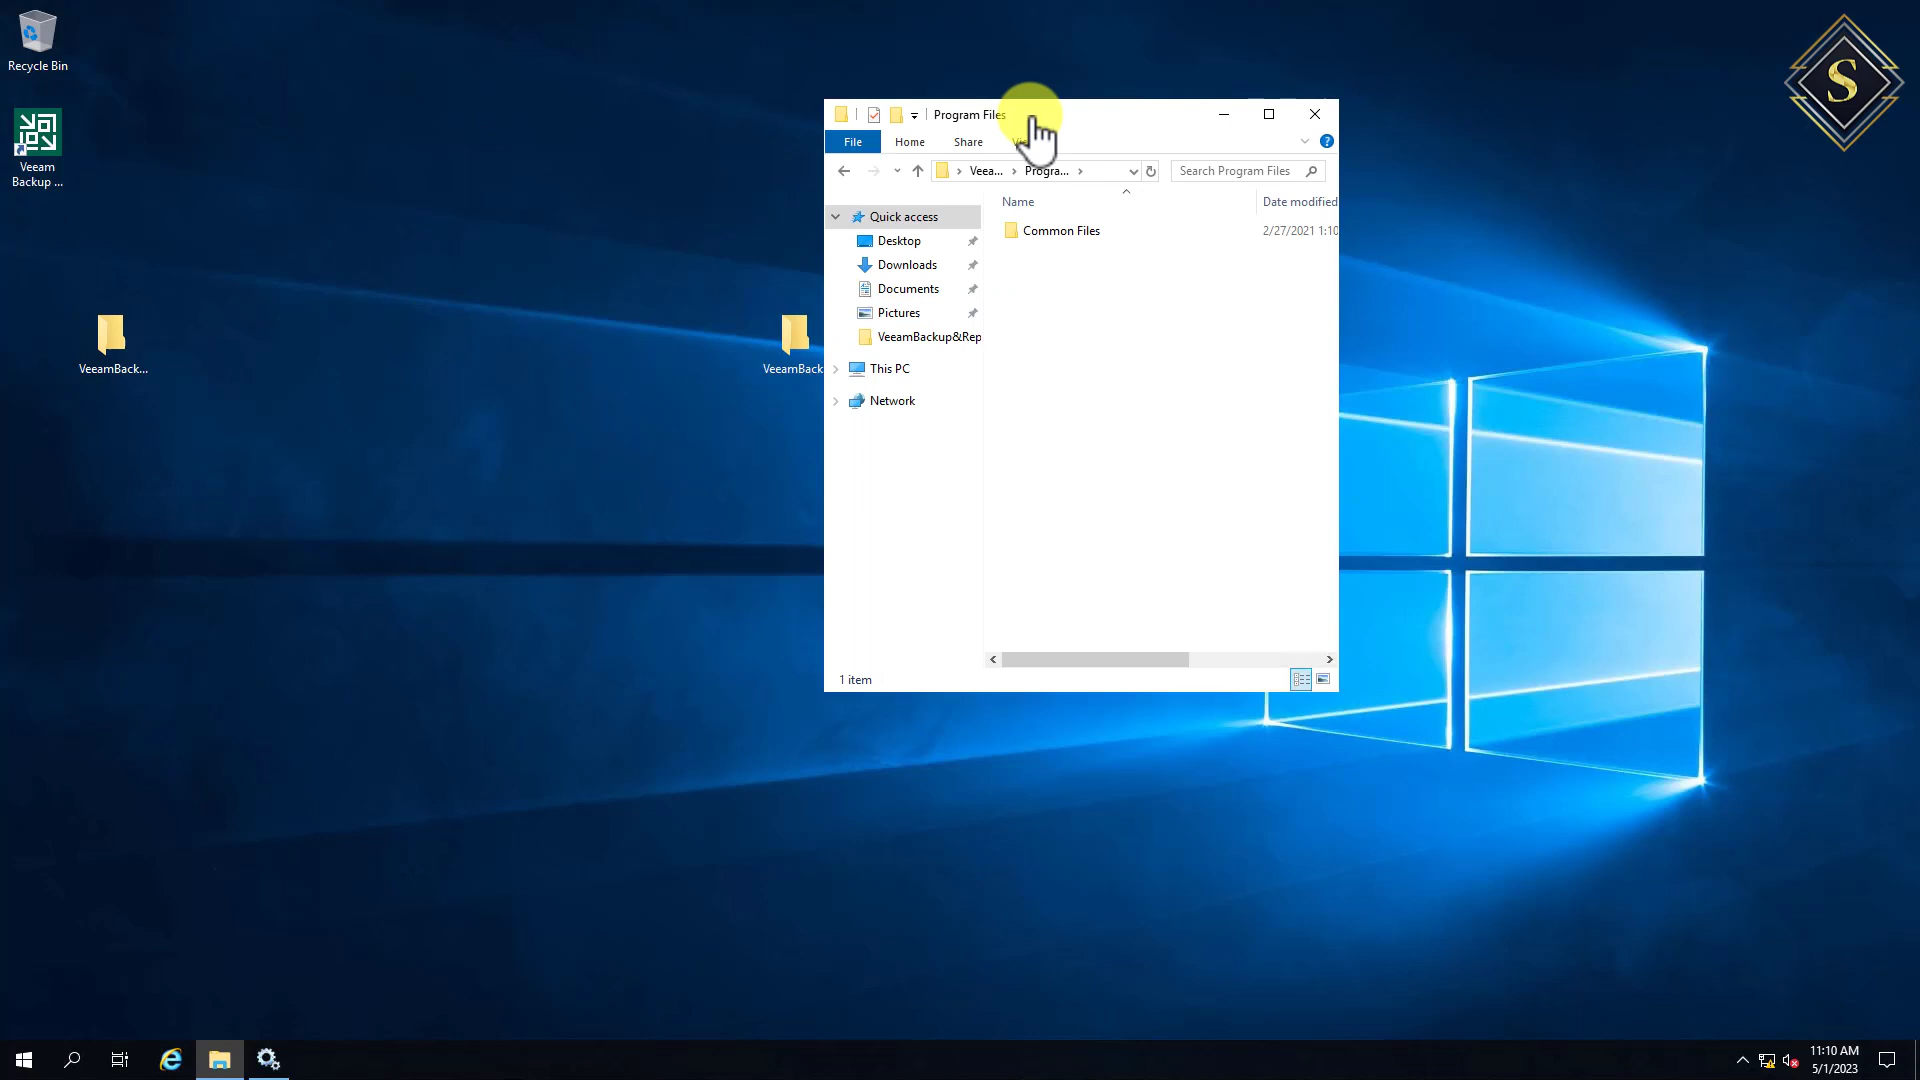 Recycle Bin
Veeam
Backup ...
VeeamBack...
VeeamBack
Program Files
File
Home
Share
Veea...
Progra...
Search Program Files
Name
Date modified
Quick access
Common Files
2/27/2021 1:10
Desktop
Downloads
Documents
Pictures
VeeamBackup&Rep
This PC
Network
1 item
S
11:10 AM
5/1/2023